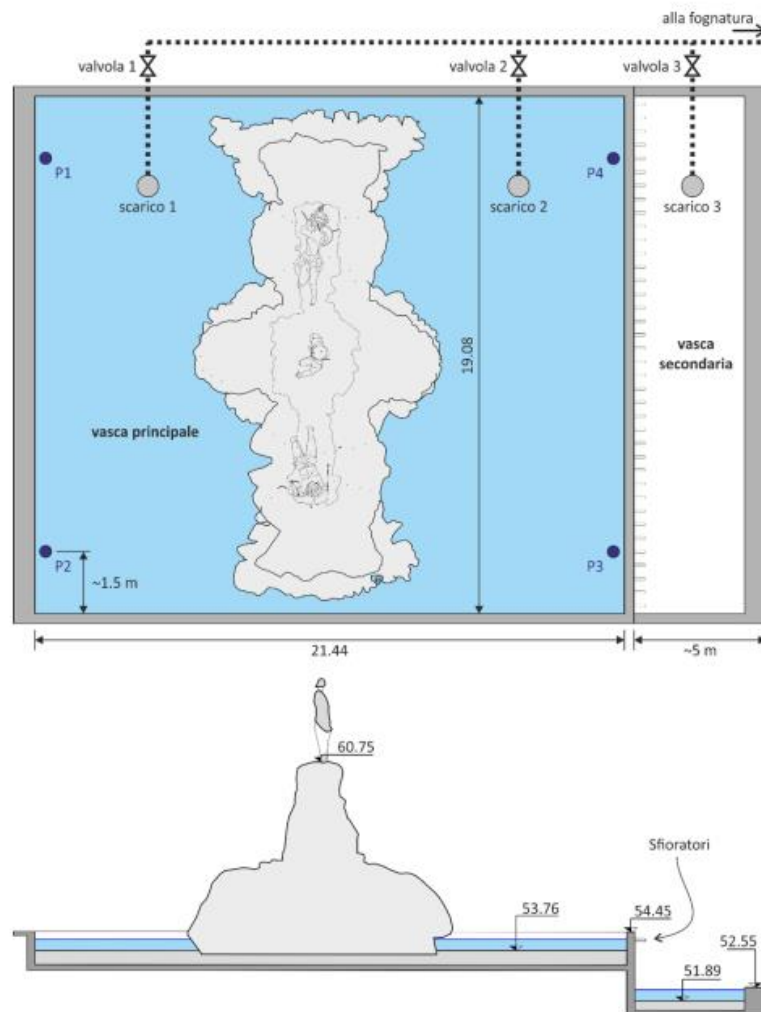 alla fognatura
valvola 1
valvola 2
valvola 3
P1
P4
scarico 1
scarico 2
scarico 3
19.08
vasca
secondaria
vasca principale
P2
~1.5 m
P3
21.44
~5 m
60.75
Sfioratori
53.76
54.45
52.55
51.89